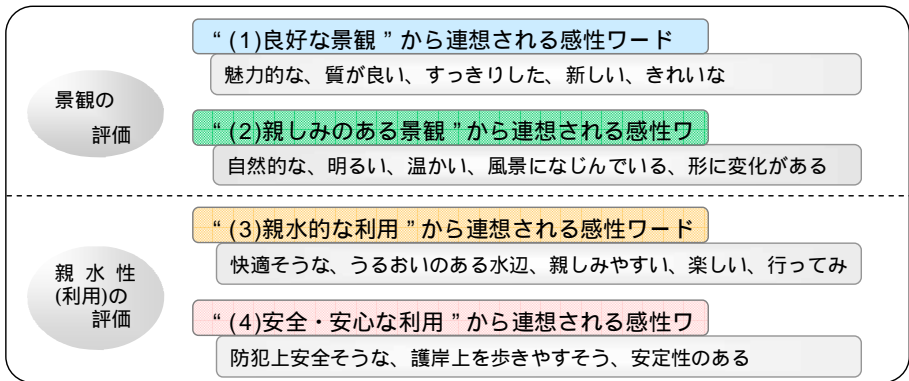 “ (1)良好な景観 ” から連想される感性ワード
魅力的な、質が良い、すっきりした、新しい、きれいな
景観の
評価
“ (2)親しみのある景観 ” から連想される感性ワ
自然的な、明るい、温かい、風景になじんでいる、形に変化がある
“ (3)親水的な利用 ” から連想される感性ワード
快適そうな、うるおいのある水辺、親しみやすい、楽しい、行ってみ
親 水 性
(利用)の
評価
“ (4)安全・安心な利用 ” から連想される感性ワ
防犯上安全そうな、護岸上を歩きやすそう、安定性のある